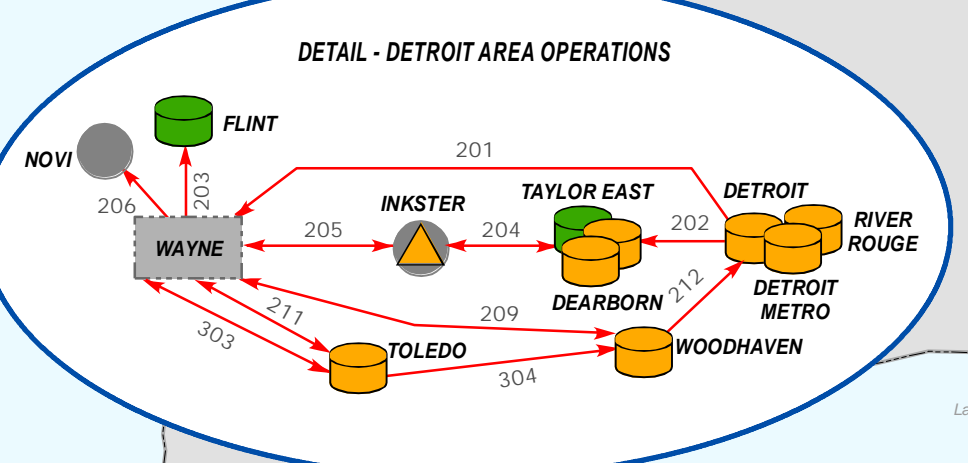 DETAIL - DETROIT AREA OPERATIONS
FLINT
NOVI
201
206
203
INKSTER
TAYLOR EAST
DETROIT
WAYNE
205
204
202
RIVER
ROUGE
DEARBORN
212
DETROIT
METRO
303
211
209
TOLEDO
WOODHAVEN
304
La